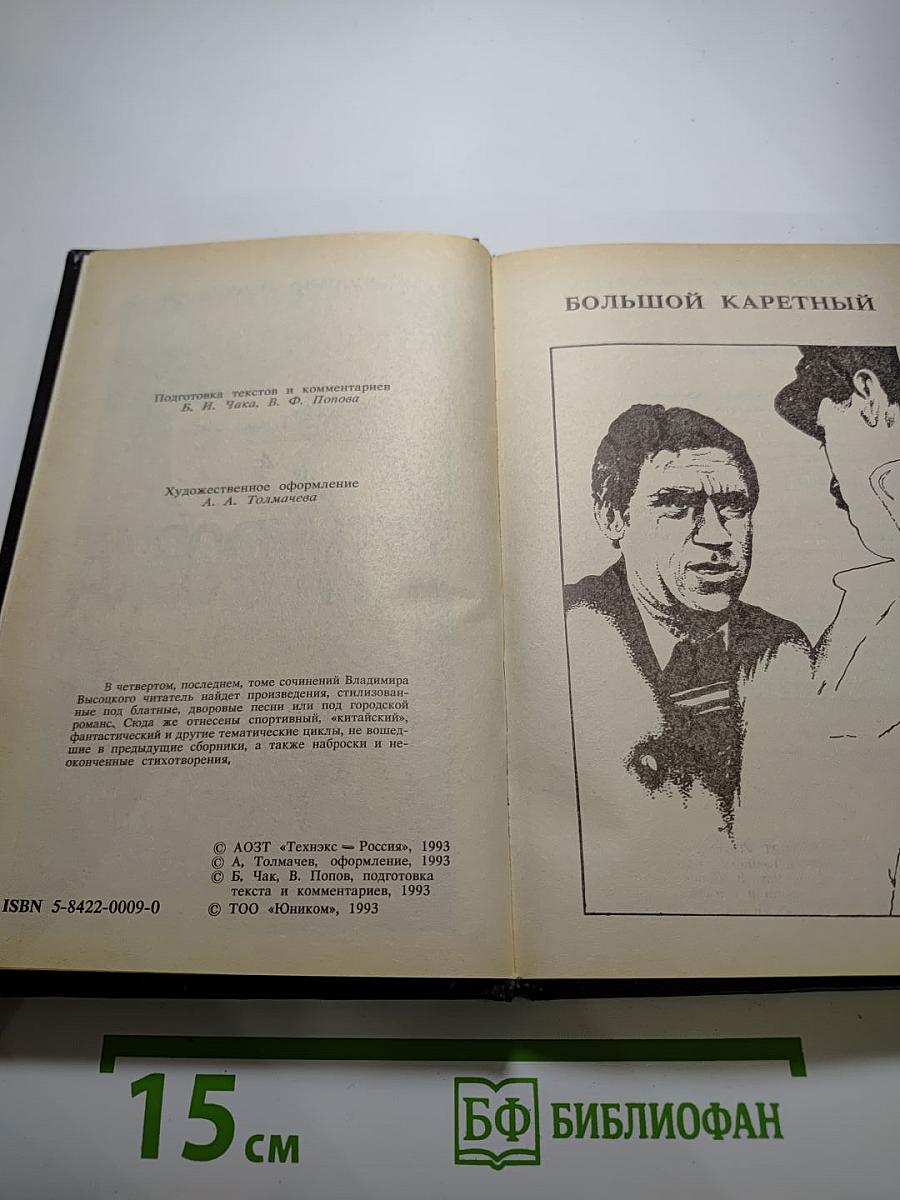 Подготовка текстов и комментариев
Б. И. Чака, В. Ф. Попова
Художественное оформление
А. А. Толмачева
В четвертом, последнем, томе сочинений Владимира
Высоцкого читатель найдет произведения, стилизован-
ные под блатные, дворовые песни или под городской
романс. Сюда же отнесены спортивный, «китайский»,
фантастический и другие тематические циклы, не вошед-
шие в предыдущие сборники, а также наброски и не-
оконченные стихотворения.
© АОЗТ «Технэкс — Россия», 1993
© А. Толмачев, оформление, 1993
© Б. Чак, В. Попов, подготовка
текста и комментариев, 1993
ISBN 5-8422-0009-0
© ТОО «Юником», 1993
БОЛЬШОЙ КАРЕТНЫЙ
15 см
БФ БИБЛИОФАН